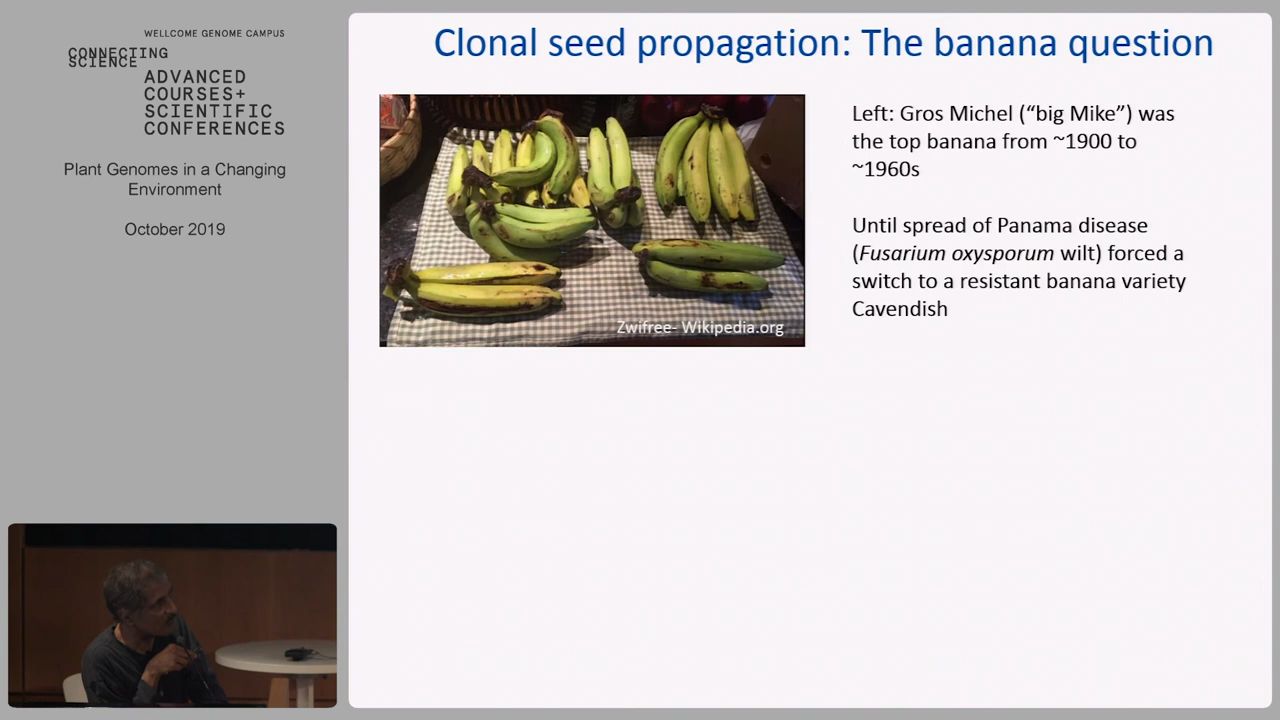 WELLCOME GENOME CAMPUS
CONNECTING
SCIENCE
ADVANCED
COURSES+
SCIENTIFIC
CONFERENCES
Plant Genomes in a Changing
Environment
October 2019
Clonal seed propagation: The banana question
Zwifree- Wikipedia.org
Left: Gros Michel (“big Mike”) was
the top banana from ~1900 to
~1960s
Until spread of Panama disease
(Fusarium oxysporum wilt) forced a
switch to a resistant banana variety
Cavendish